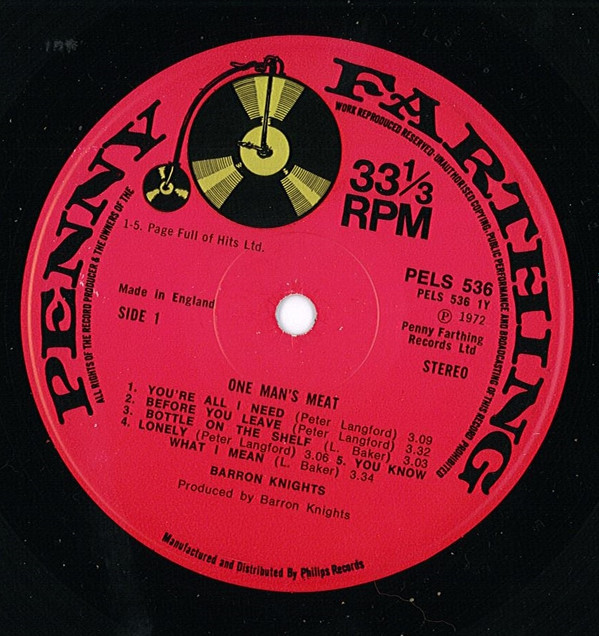 PENNY FARTHING
ALL RIGHTS OF THE RECORD PRODUCER & THE OWNERS OF THE
WORK REPRODUCED RESERVED · UNAUTHORISED COPYING, PUBLIC PERFORMANCE AND BROADCASTING OF THIS RECORD PROHIBITED
33 1/3
RPM
1-5. Page Full of Hits Ltd.
Made in England
SIDE 1
PELS 536
PELS 536 1Y
Ⓟ 1972
Penny Farthing
Records Ltd
STEREO
ONE MAN'S MEAT
1. YOU'RE ALL I NEED (Peter Langford) 3.09
2. BEFORE YOU LEAVE (Peter Langford) 3.32
3. BOTTLE ON THE SHELF (L. Baker) 3.03
4. LONELY (Peter Langford) 3.06 5. YOU KNOW
WHAT I MEAN (L. Baker) 3.34
BARRON KNIGHTS
Produced by Barron Knights
Manufactured and Distributed By Philips Records